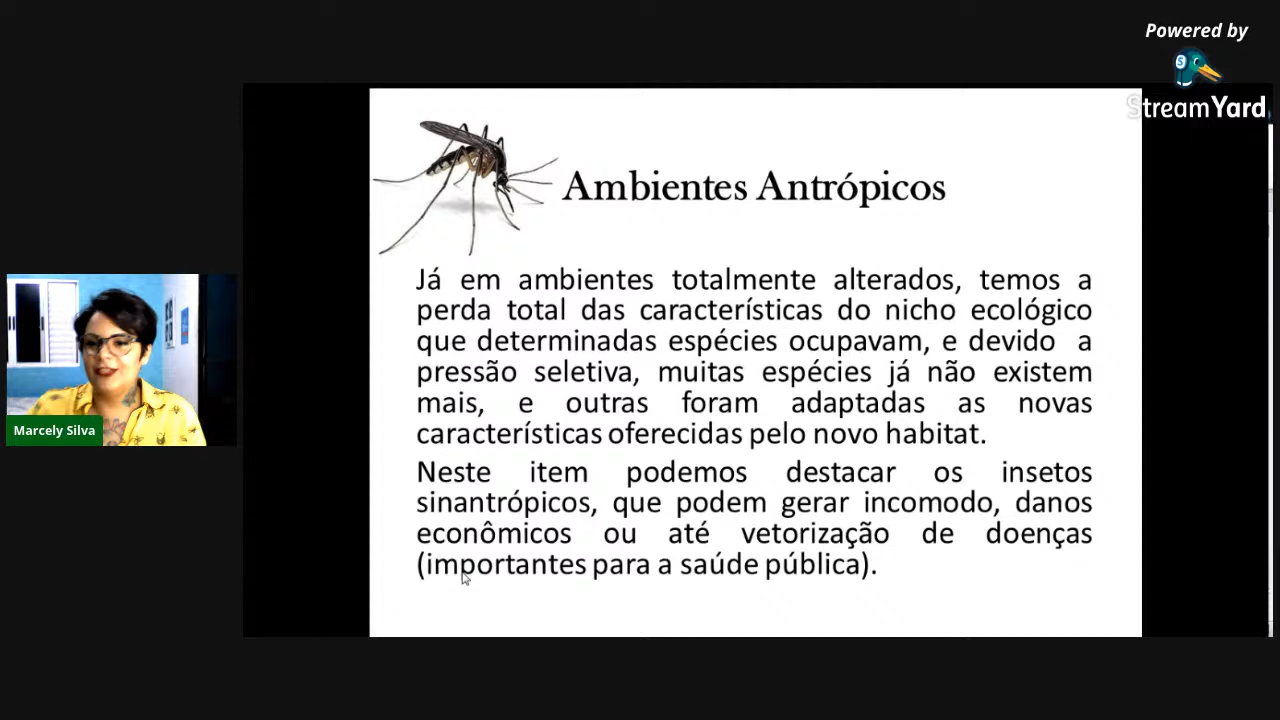 Powered by
StreamYard
Ambientes Antrópicos
Já em ambientes totalmente alterados, temos a
perda total das características do nicho ecológico
que determinadas espécies ocupavam, e devido a
pressão seletiva, muitas espécies já não existem
mais, e outras foram adaptadas as novas
características oferecidas pelo novo habitat.
Neste item podemos destacar os insetos
sinantrópicos, que podem gerar incomodo, danos
econômicos ou até vetorização de doenças
(importantes para a saúde pública).
Marcely Silva